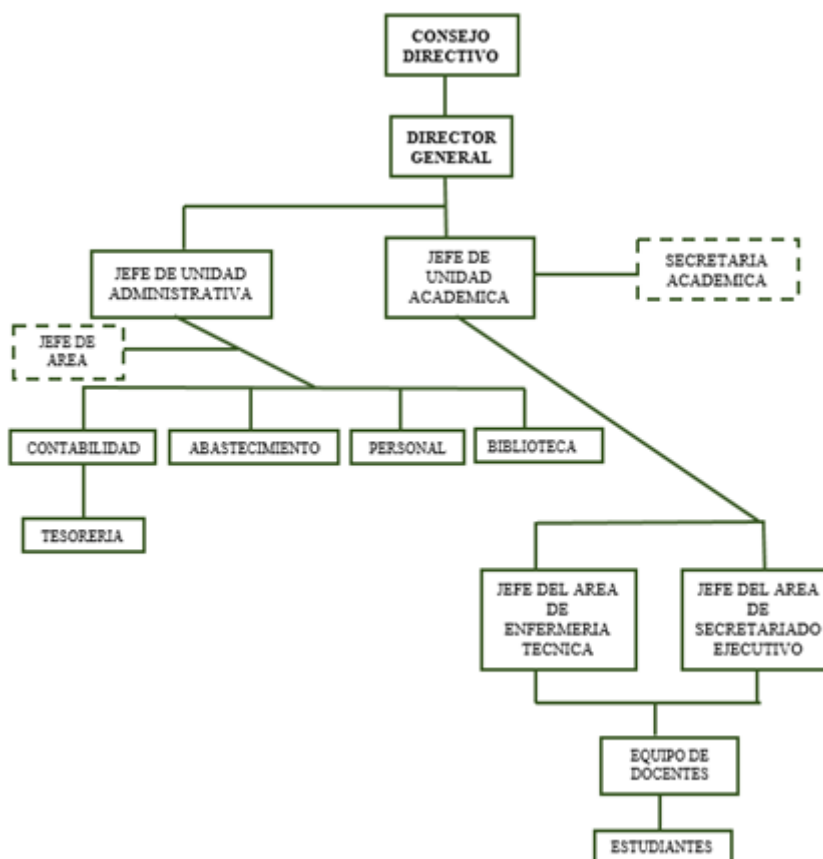 CONSEJO
DIRECTIVO
DIRECTOR
GENERAL
JEFE DE UNIDAD
ADMINISTRATIVA
JEFE DE
UNIDAD
ACADEMICA
SECRETARIA
ACADEMICA
JEFE DE
AREA
CONTABILIDAD
ABASTECIMIENTO
PERSONAL
BIBLIOTECA
TESORERIA
JEFE DEL AREA
DE
ENFERMERIA
TECNICA
JEFE DEL AREA
DE
SECRETARIADO
EJECUTIVO
EQUIPO DE
DOCENTES
ESTUDIANTES